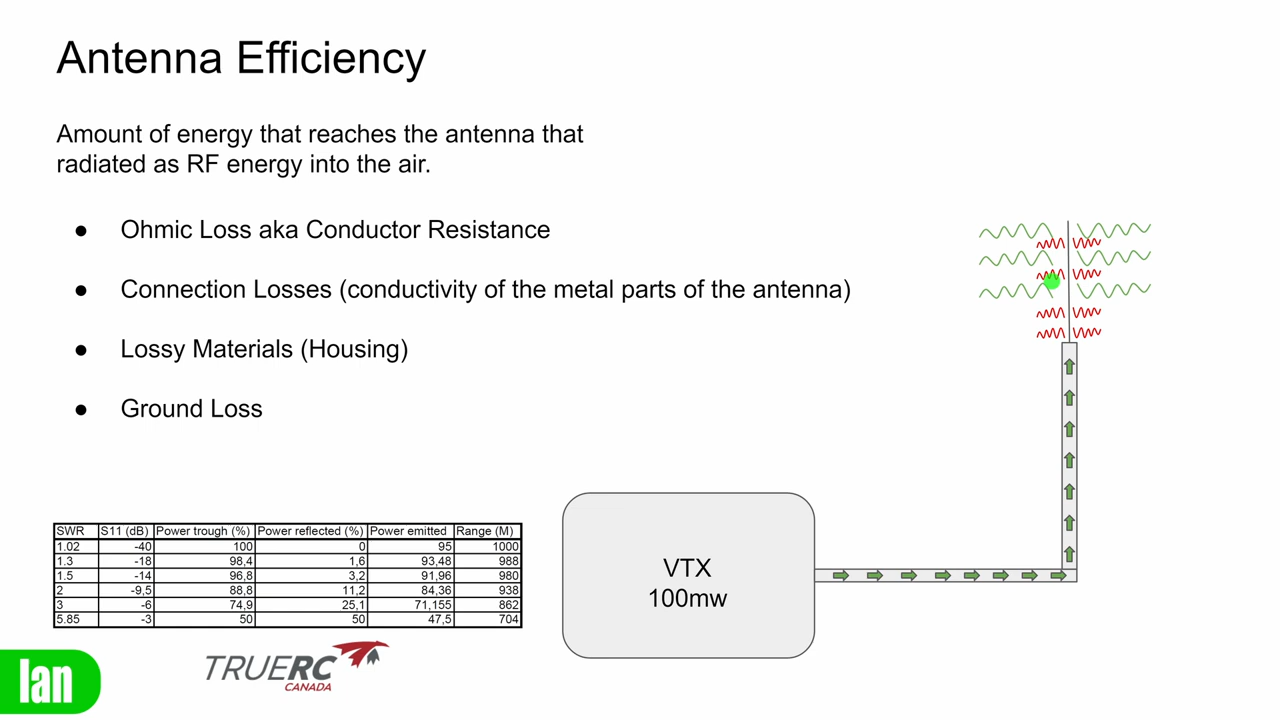 Antenna Efficiency
Amount of energy that reaches the antenna that
radiated as RF energy into the air.
● Ohmic Loss aka Conductor Resistance
● Connection Losses (conductivity of the metal parts of the antenna)
● Lossy Materials (Housing)
● Ground Loss
SWR S11 (dB) Power trough (%) Power reflected (%) Power emitted Range (M)
1.02 -40 100 0 95 1000
1.3 -18 98,4 1,6 93,48 988
1.5 -14 96,8 3,2 91,96 980
2 -9,5 88,8 11,2 84,36 938
3 -6 74,9 25,1 71,155 862
5.85 -3 50 50 47,5 704
VTX
100mw
TRUERC
CANADA
Ian